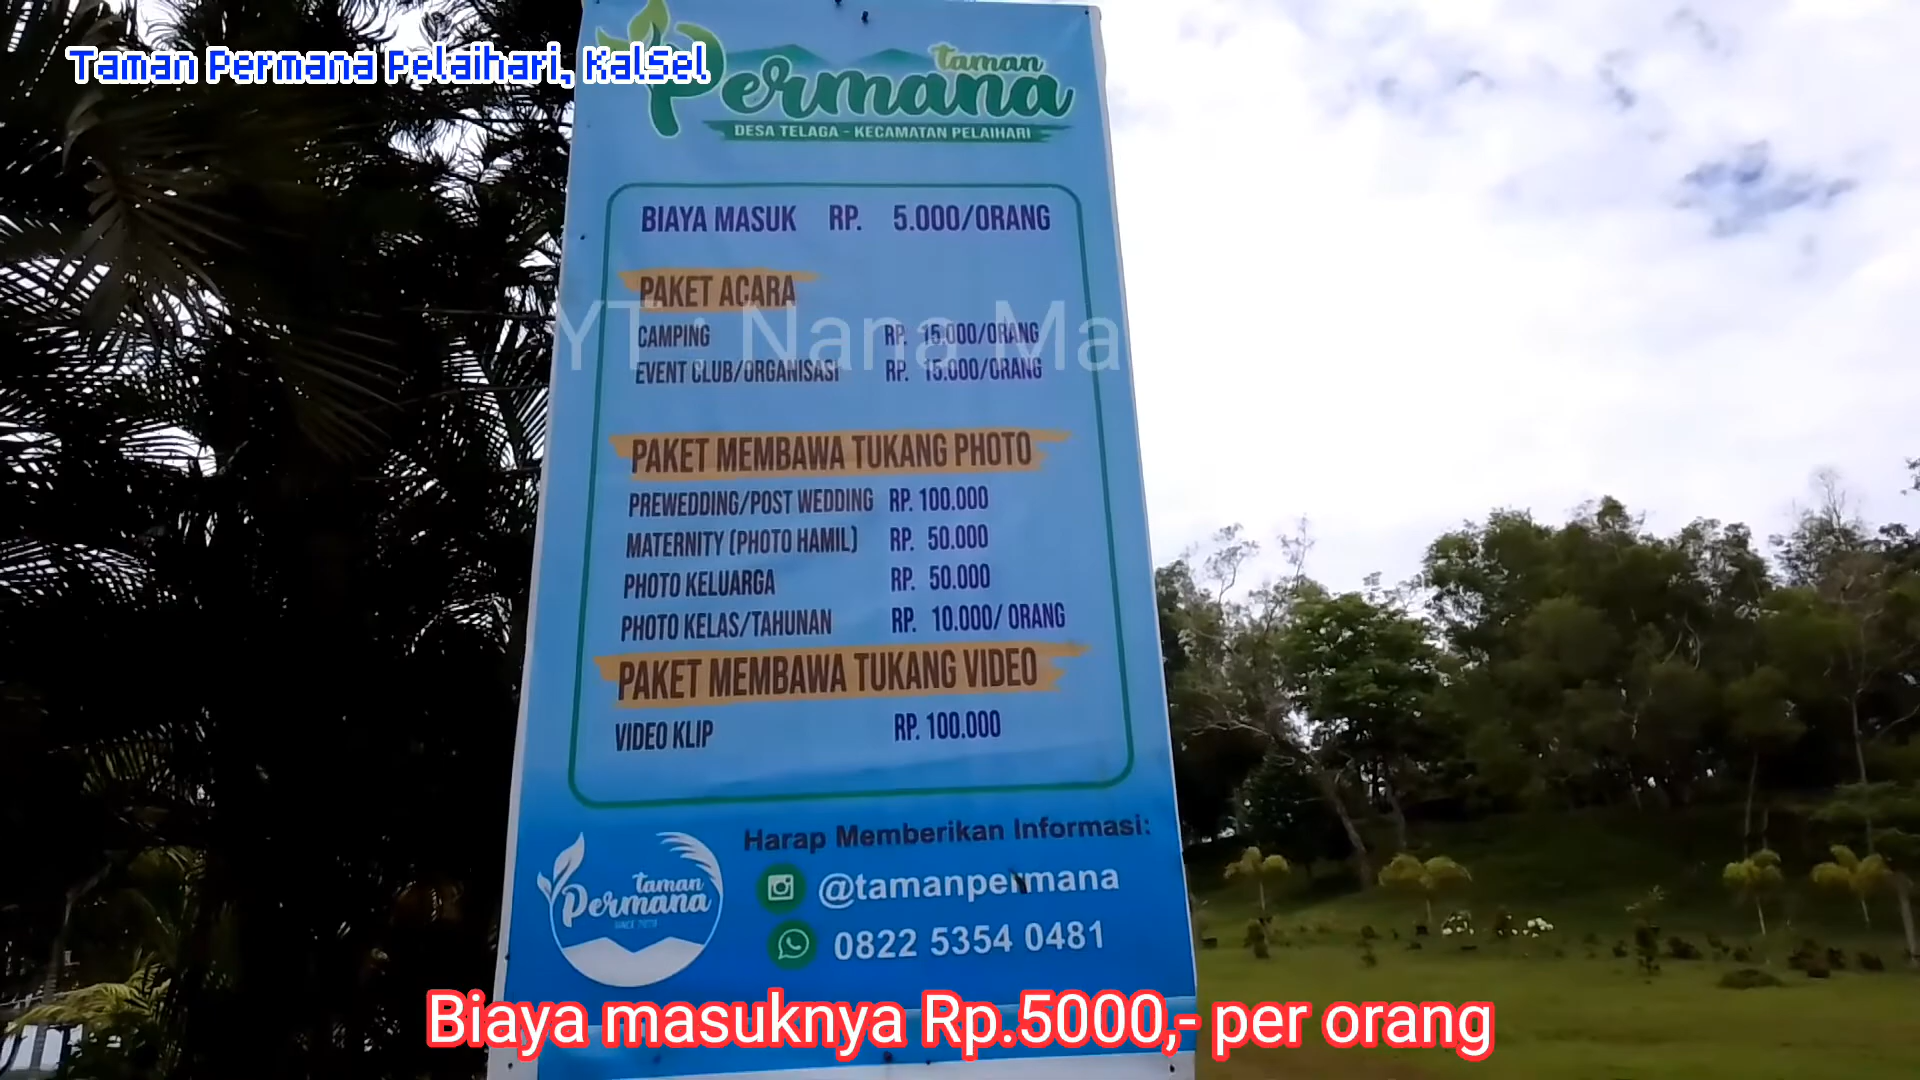 Taman Permana Pelaihari, KalSel
taman
Permana
DESA TELAGA - KECAMATAN PELAIHARI
BIAYA MASUK RP. 5.000/ORANG
PAKET ACARA
YT : Nana Ma
CAMPING RP. 15.000/ORANG
EVENT CLUB/ORGANISASI RP. 15.000/ORANG
PAKET MEMBAWA TUKANG PHOTO
PREWEDDING/POST WEDDING RP. 100.000
MATERNITY (PHOTO HAMIL) RP. 50.000
PHOTO KELUARGA RP. 50.000
PHOTO KELAS/TAHUNAN RP. 10.000/ ORANG
PAKET MEMBAWA TUKANG VIDEO
VIDEO KLIP RP. 100.000
Harap Memberikan Informasi:
taman
Permana
@tamanpermana
0822 5354 0481
Biaya masuknya Rp.5000,- per orang